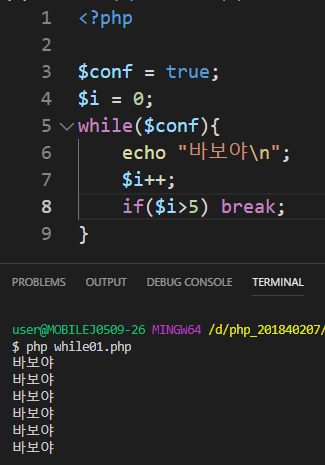 1 <?php
2
3 $conf = true;
4 $i = 0;
5 while($conf){
6 echo "바보야\n";
7 $i++;
8 if($i>5) break;
9 }
PROBLEMS OUTPUT DEBUG CONSOLE TERMINAL
user@MOBILEJ0509-26 MINGW64 /d/php_201840207/
$ php while01.php
바보야
바보야
바보야
바보야
바보야
바보야